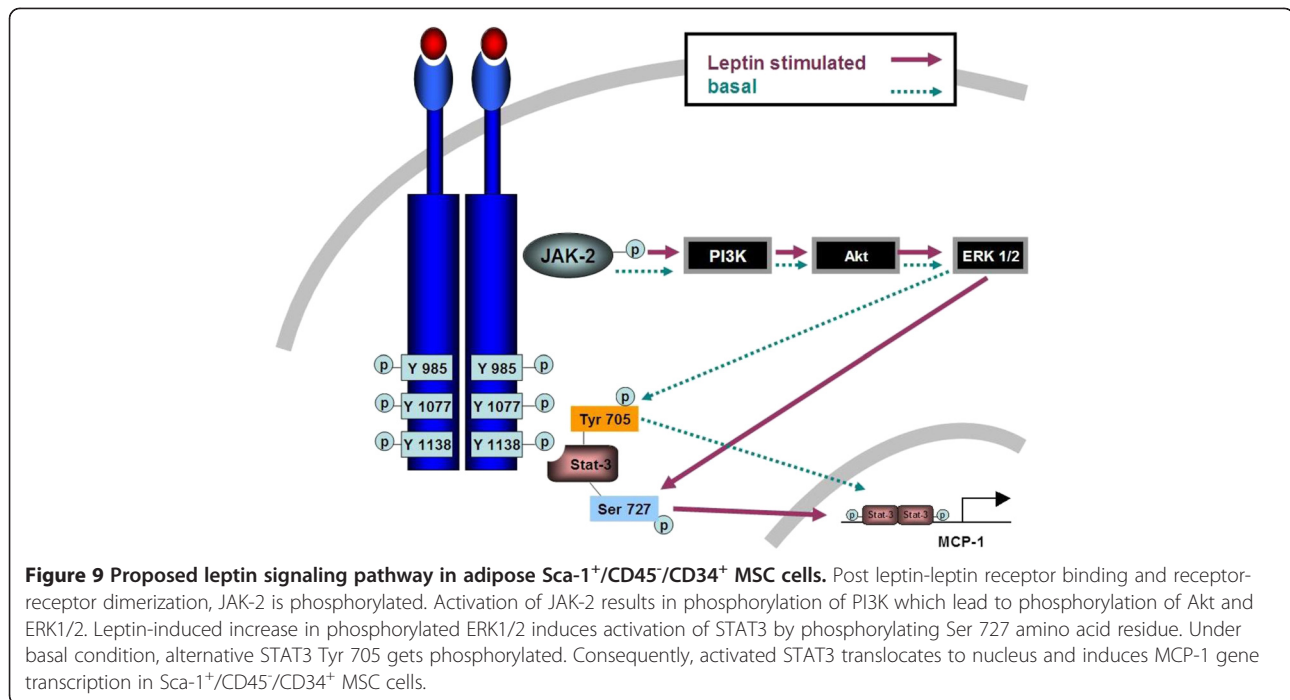 Leptin stimulated
basal
JAK-2
p
PI3K
Akt
ERK 1/2
p
Y 985
Y 985
p
p
Y 1077
Y 1077
p
p
Y 1138
Y 1138
p
p
Tyr 705
Stat-3
Ser 727
p
p
Stat-3
Stat-3
p
MCP-1
Figure 9 Proposed leptin signaling pathway in adipose Sca-1⁺/CD45⁻/CD34⁺ MSC cells. Post leptin-leptin receptor binding and receptor-
receptor dimerization, JAK-2 is phosphorylated. Activation of JAK-2 results in phosphorylation of PI3K which lead to phosphorylation of Akt and
ERK1/2. Leptin-induced increase in phosphorylated ERK1/2 induces activation of STAT3 by phosphorylating Ser 727 amino acid residue. Under
basal condition, alternative STAT3 Tyr 705 gets phosphorylated. Consequently, activated STAT3 translocates to nucleus and induces MCP-1 gene
transcription in Sca-1⁺/CD45⁻/CD34⁺ MSC cells.